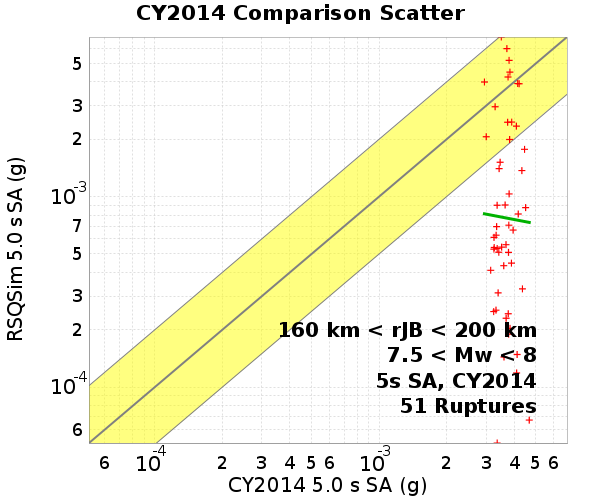 CY2014 Comparison Scatter
RSQSim 5.0 s SA (g)
5
3
2
10-3
7
5
3
2
10-4
6
160 km < rJB < 200 km
7.5 < Mw < 8
5s SA, CY2014
51 Ruptures
6 10-4 2 3 4 5 6 10-3 2 3 4 5 6
CY2014 5.0 s SA (g)